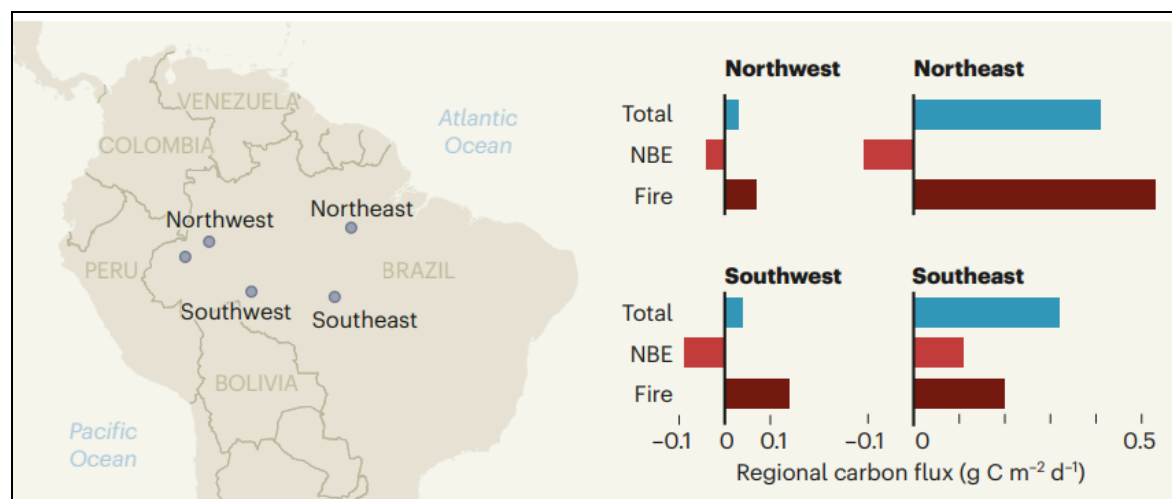 VENEZUELA
COLOMBIA
Atlantic
Ocean
Northwest
Northeast
PERU
BRAZIL
Southwest
Southeast
BOLIVIA
Pacific
Ocean
Northwest Northeast
Total
NBE
Fire
Southwest Southeast
Total
NBE
Fire
−0.1 0 0.1 −0.1 0 0.5
Regional carbon flux (g C m⁻² d⁻¹)